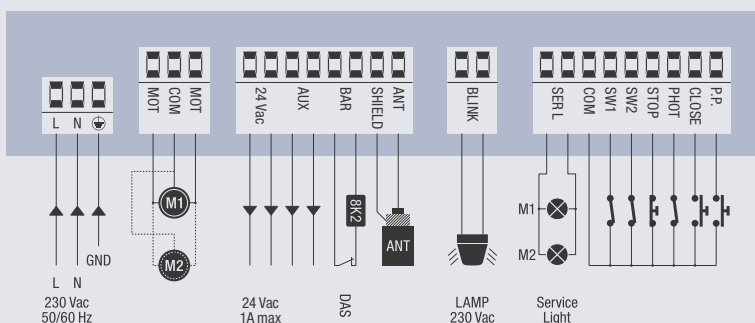 L N
MOT COM MOT
24 Vac AUX BAR SHIELD ANT
BLINK
SER L COM SW1 SW2 STOP PHOT CLOSE P.P.
M1
M2
8K2
ANT
M1
M2
GND
L N
230 Vac
50/60 Hz
24 Vac
1A max
DAS
LAMP
230 Vac
Service
Light